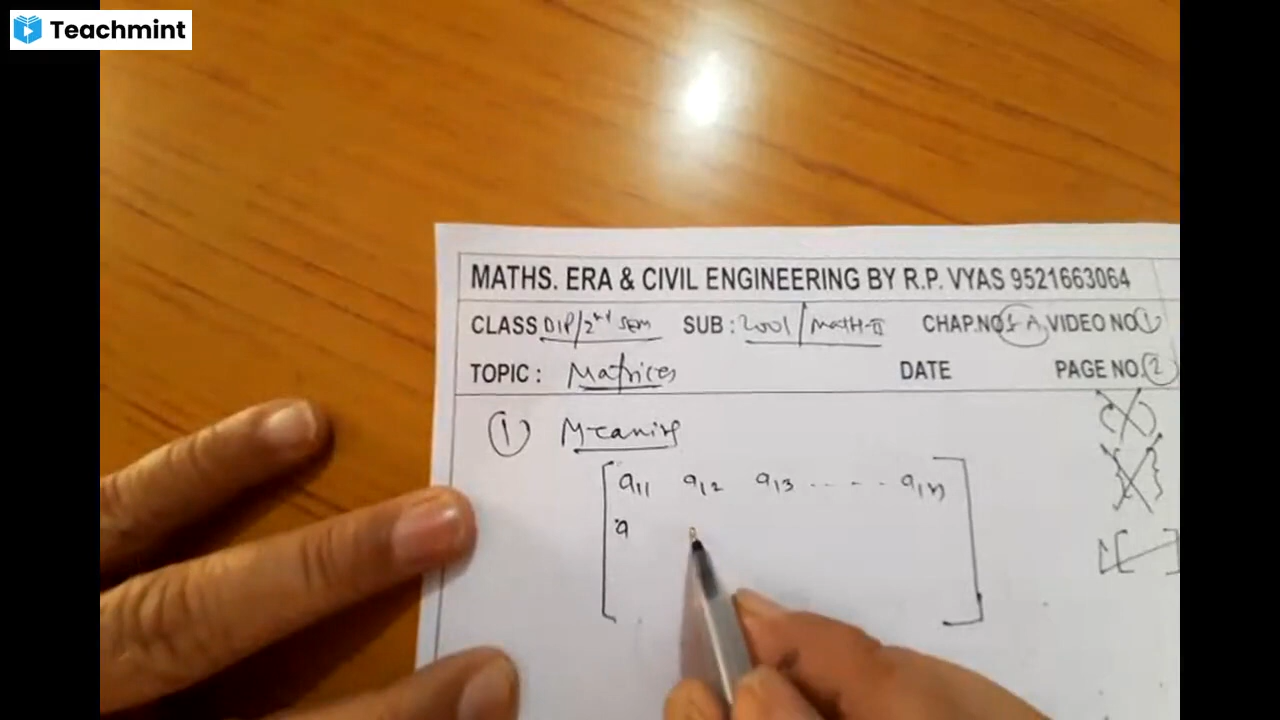 Teachmint
MATHS. ERA & CIVIL ENGINEERING BY R.P. VYAS 9521663064
CLASS DIP/2nd SEM SUB : 2001/MATH-II CHAP.NO 1-A VIDEO NO 1
TOPIC : Matrices DATE PAGE NO. 2
1 Meaning
a11 a12 a13 ..... a1n
a